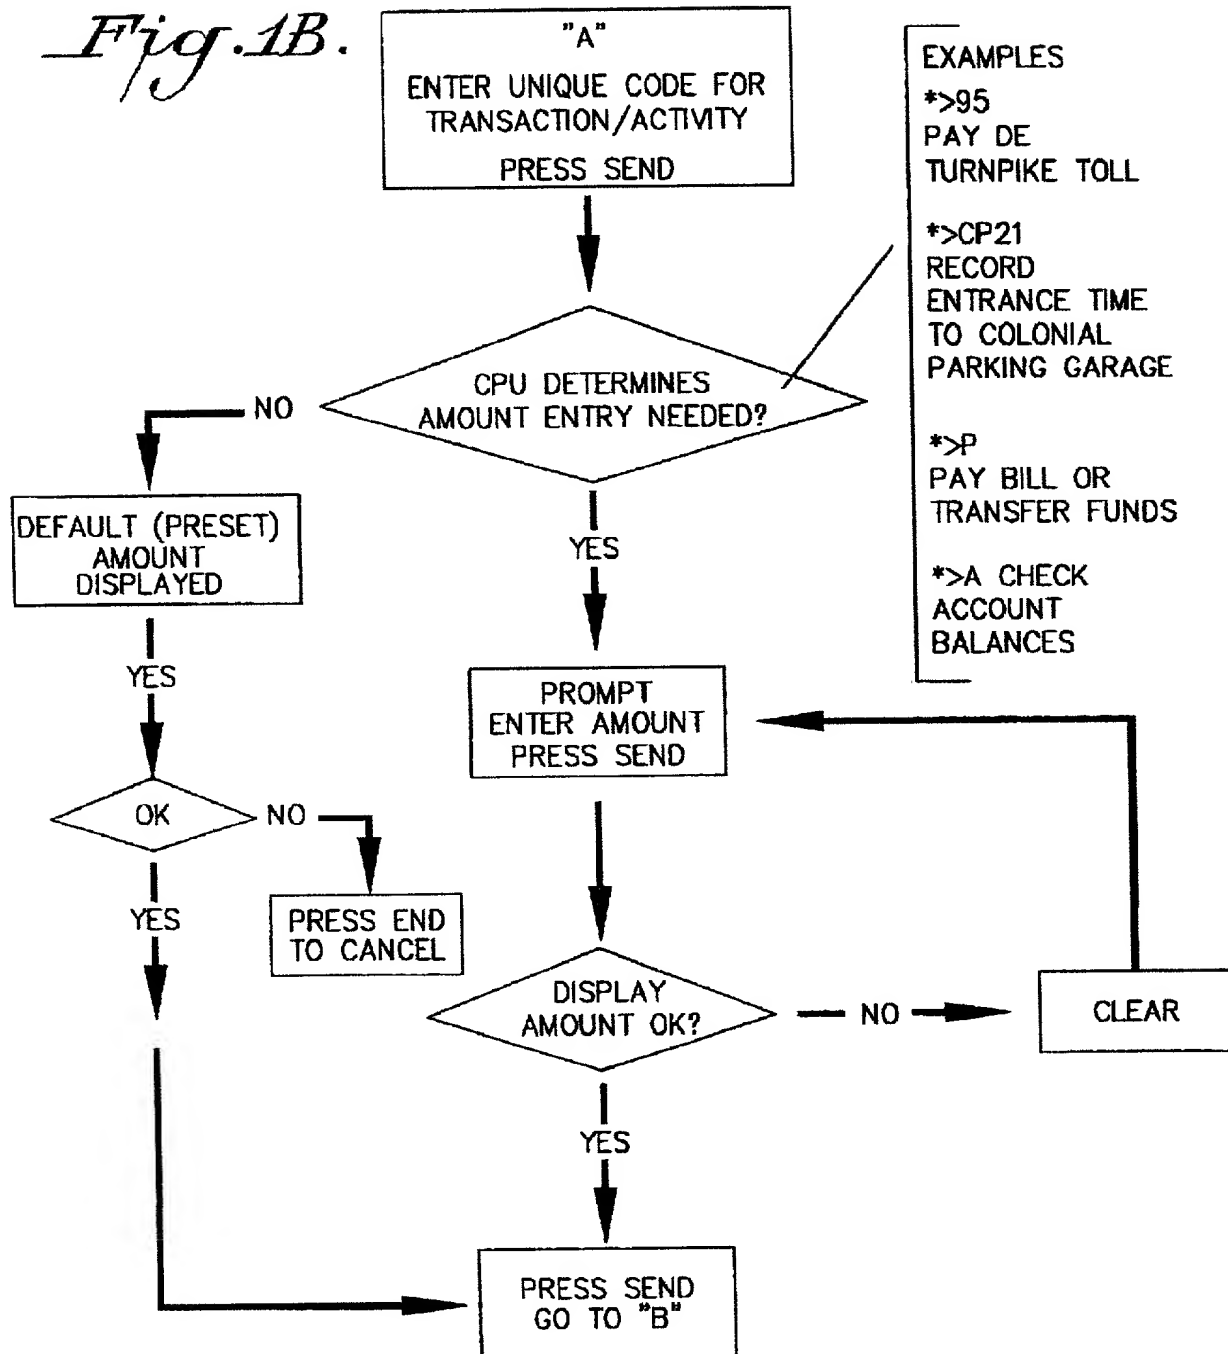 Fig.1B.
"A"
ENTER UNIQUE CODE FOR
TRANSACTION/ACTIVITY
PRESS SEND
EXAMPLES
*>95
PAY DE
TURNPIKE TOLL
*>CP21
RECORD
ENTRANCE TIME
TO COLONIAL
PARKING GARAGE
*>P
PAY BILL OR
TRANSFER FUNDS
*>A CHECK
ACCOUNT
BALANCES
CPU DETERMINES
AMOUNT ENTRY NEEDED?
NO
DEFAULT (PRESET)
AMOUNT
DISPLAYED
YES
YES
PROMPT
ENTER AMOUNT
PRESS SEND
OK
NO
YES
PRESS END
TO CANCEL
DISPLAY
AMOUNT OK?
NO
CLEAR
YES
PRESS SEND
GO TO "B"